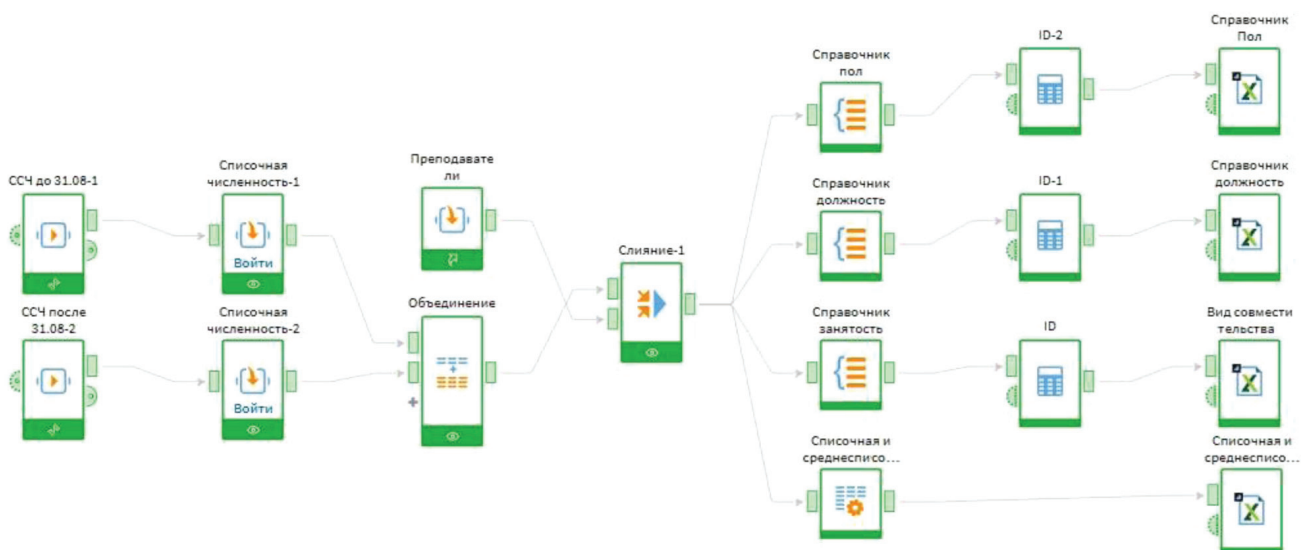 Справочник
Пол
ID-2
Справочник
пол
Преподавате
ли
Списочная
численность-1
ССЧ до 31.08-1
Войти
Справочник
должность
ID-1
Справочник
должность
Слияние-1
ССЧ после
31.08-2
Списочная
численность-2
Войти
Объединение
Справочник
занятость
ID
Вид совмести
тельства
Списочная и
среднесписо...
Списочная и
среднесписо...